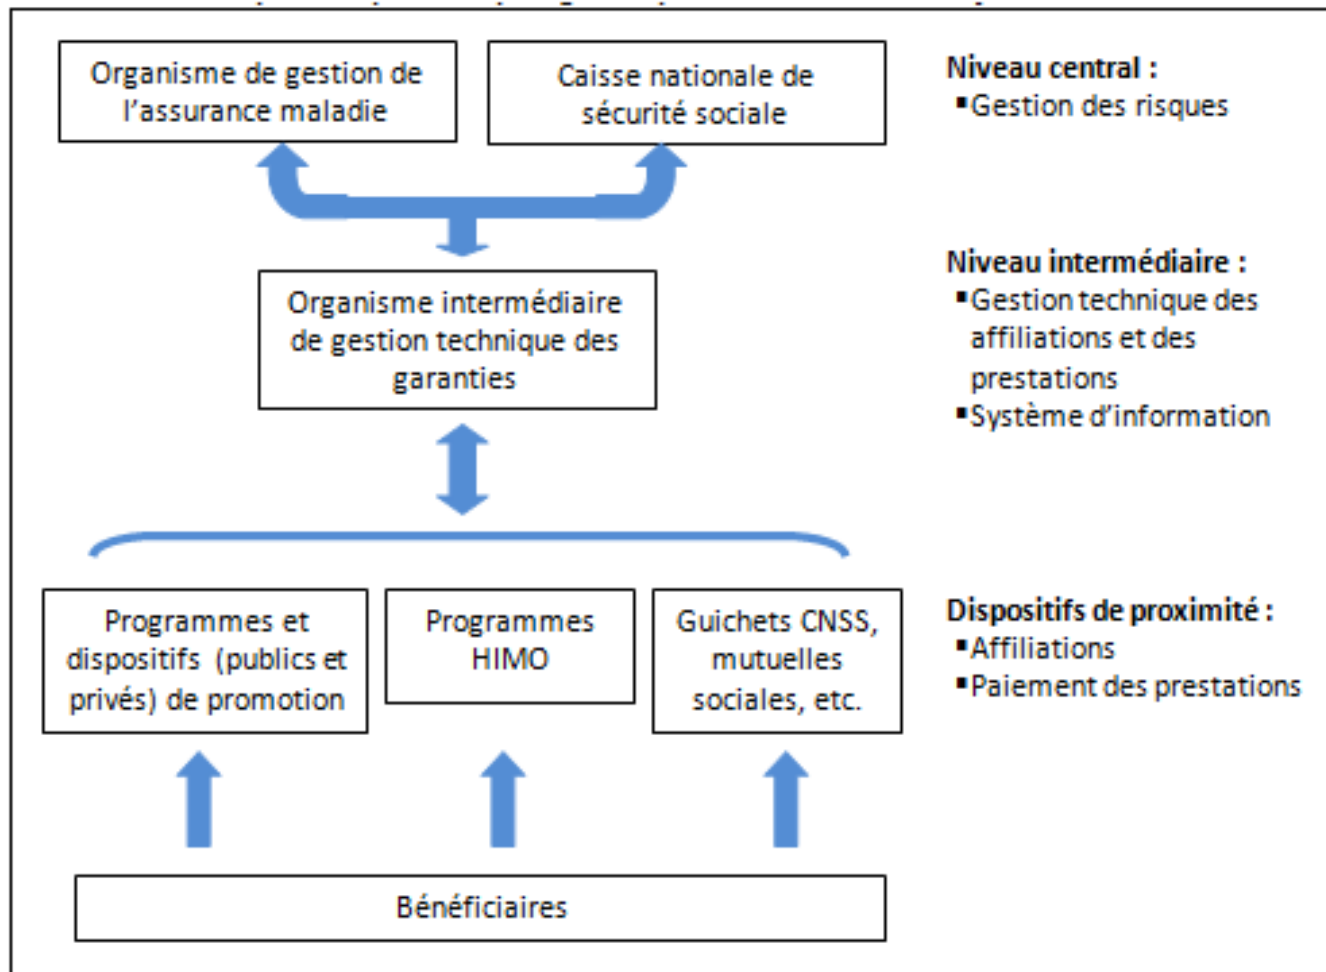 Organisme de gestion de
l'assurance maladie
Caisse nationale de
sécurité sociale
Niveau central :
▪Gestion des risques
Organisme intermédiaire
de gestion technique des
garanties
Niveau intermédiaire :
▪Gestion technique des
affiliations et des
prestations
▪Système d'information
Programmes et
dispositifs (publics et
privés) de promotion
Programmes
HIMO
Guichets CNSS,
mutuelles
sociales, etc.
Dispositifs de proximité :
▪Affiliations
▪Paiement des prestations
Bénéficiaires